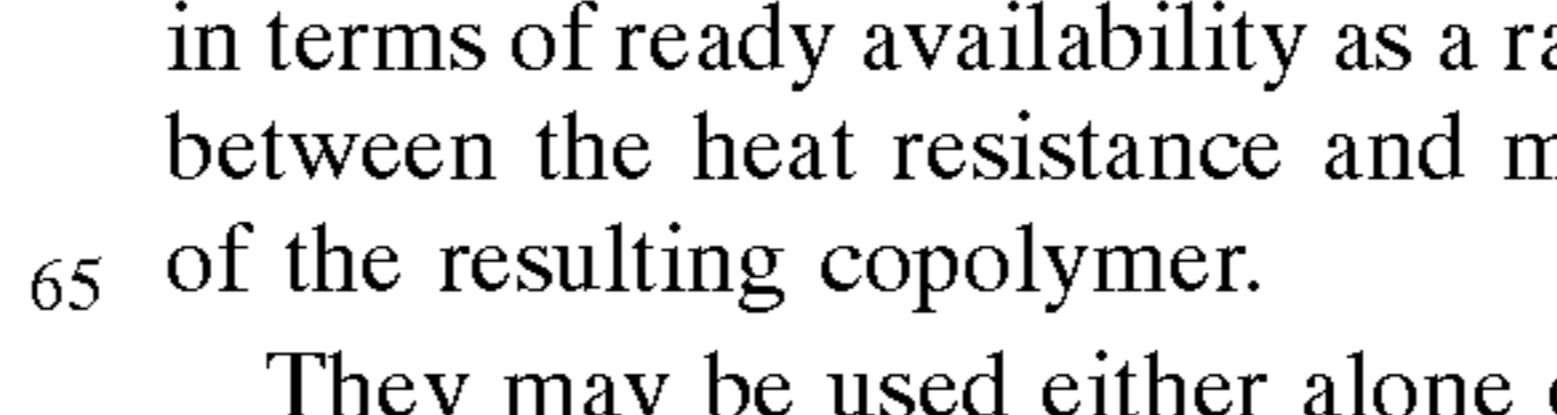 in terms of ready availability as a
between the heat resistance and
65 of the resulting copolymer.
They may be used either alone